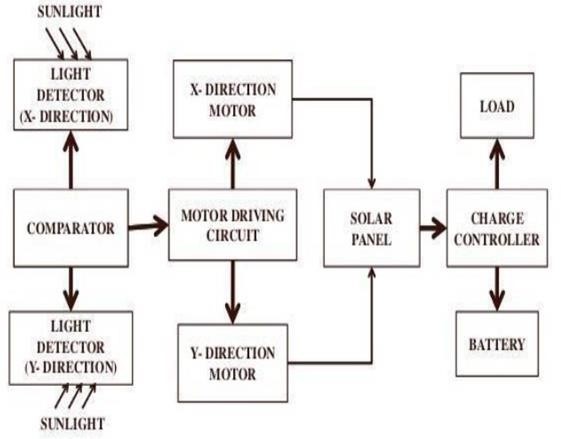 SUNLIGHT
LIGHT
DETECTOR
(X- DIRECTION)
X- DIRECTION
MOTOR
LOAD
COMPARATOR
MOTOR DRIVING
CIRCUIT
SOLAR
PANEL
CHARGE
CONTROLLER
LIGHT
DETECTOR
(Y- DIRECTION)
Y- DIRECTION
MOTOR
BATTERY
SUNLIGHT